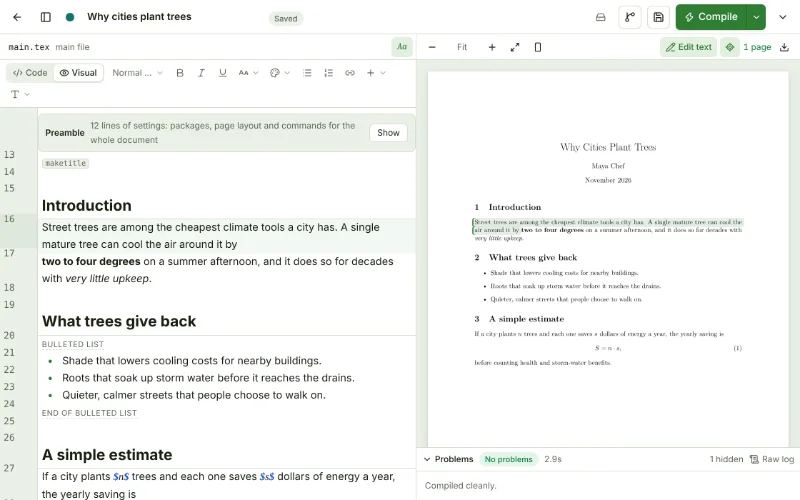 Why cities plant trees
Saved
Compile
main.tex main file
Aa
Fit
Edit text
1 page
</> Code
Visual
Normal ...
B I U AA
T
Preamble
12 lines of settings: packages, page layout and commands for the
whole document
Show
13
14
maketitle
15
Introduction
16
Street trees are among the cheapest climate tools a city has. A single
mature tree can cool the air around it by
17
two to four degrees on a summer afternoon, and it does so for decades
with very little upkeep.
18
19
What trees give back
20
BULLETED LIST
21
• Shade that lowers cooling costs for nearby buildings.
22
• Roots that soak up storm water before it reaches the drains.
23
• Quieter, calmer streets that people choose to walk on.
24
END OF BULLETED LIST
25
26
A simple estimate
27
If a city plants $n$ trees and each one saves $s$ dollars of energy a year,
the yearly saving is
Why Cities Plant Trees
Maya Chef
November 2026
1 Introduction
Street trees are among the cheapest climate tools a city has. A single mature tree can cool the
air around it by two to four degrees on a summer afternoon, and it does so for decades with
very little upkeep.
2 What trees give back
• Shade that lowers cooling costs for nearby buildings.
• Roots that soak up storm water before it reaches the drains.
• Quieter, calmer streets that people choose to walk on.
3 A simple estimate
If a city plants n trees and each one saves s dollars of energy a year, the yearly saving is
S = n · s, (1)
before counting health and storm-water benefits.
Problems
No problems
2.9s
1 hidden
Raw log
Compiled cleanly.